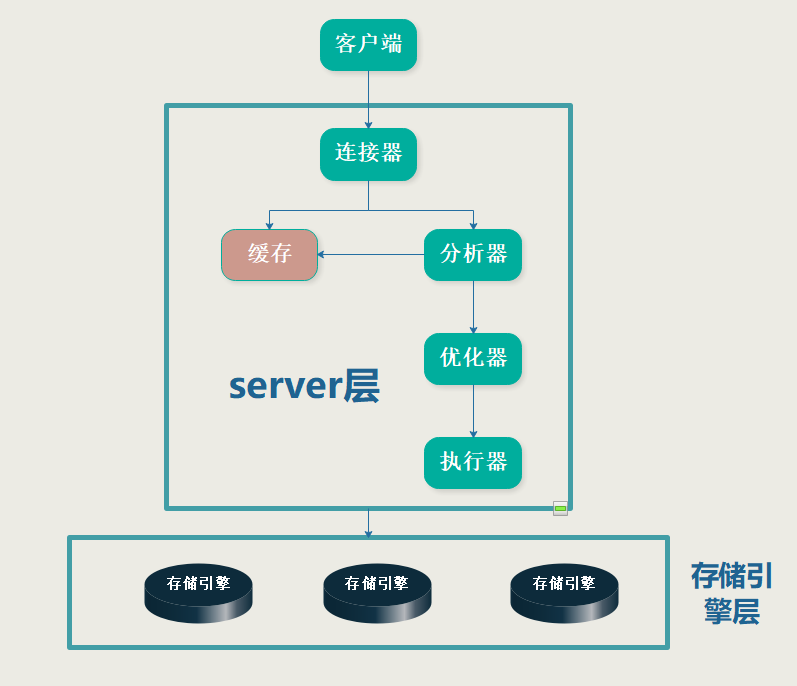 客户端
连接器
缓存
分析器
优化器
server层
执行器
存储引擎
存储引擎
存储引擎
存储引
擎层